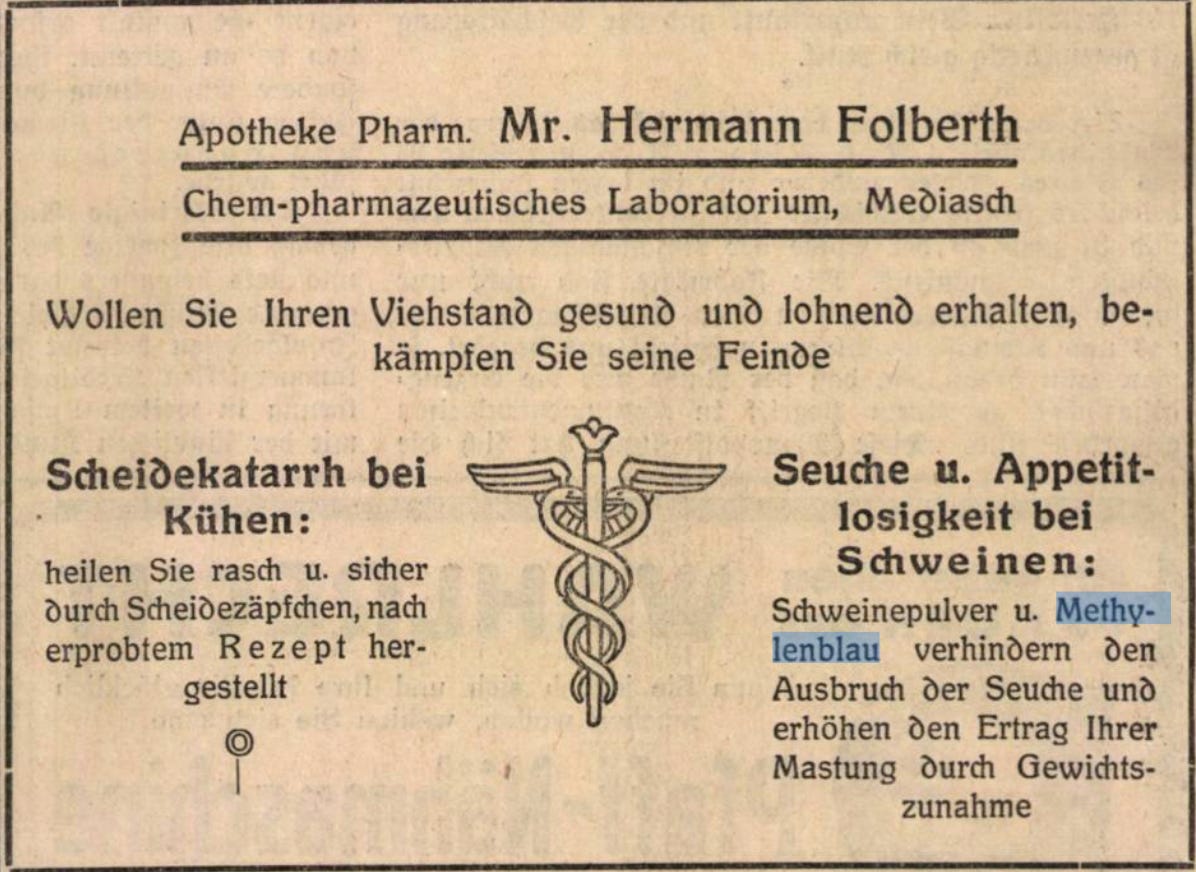 Apotheke Pharm. Mr. Hermann Folberth
Chem-pharmazeutisches Laboratorium, Mediasch
Wollen Sie Ihren Viehstand gesund und lohnend erhalten, be-
kämpfen Sie seine Feinde
Scheidekatarrh bei
Kühen:
heilen Sie rasch u. sicher
durch Scheidezäpfchen, nach
erprobtem Rezept her-
gestellt
Seuche u. Appetit-
losigkeit bei
Schweinen:
Schweinepulver u. Methy-
lenblau verhindern den
Ausbruch der Seuche und
erhöhen den Ertrag Ihrer
Mastung durch Gewichts-
zunahme